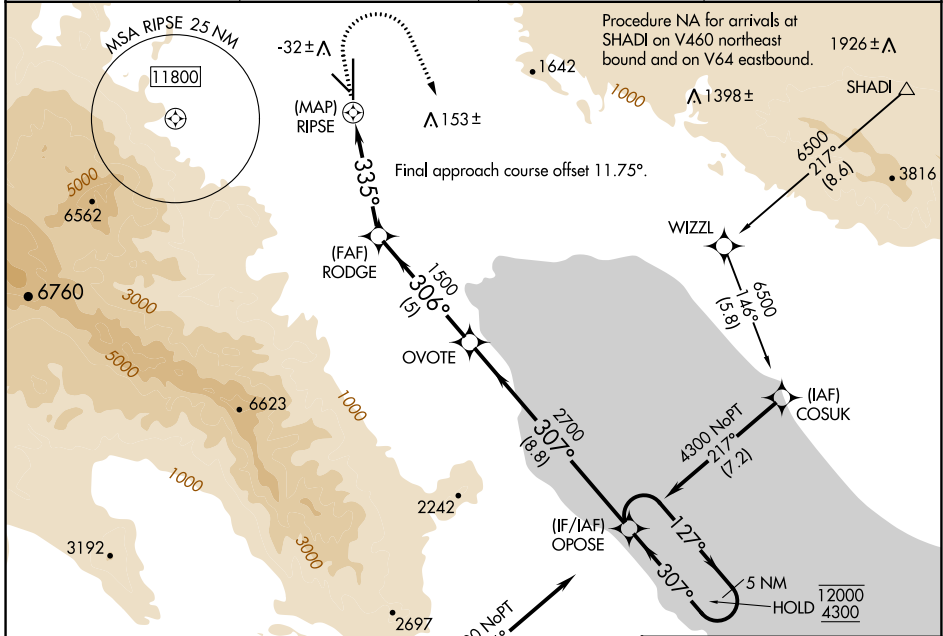 MSA RIPSE 25 NM
11800
-32±
(MAP)
RIPSE
153±
1642
Procedure NA for arrivals at
SHADI on V460 northeast
bound and on V64 eastbound.
1926±
1000
1398±
SHADI
6500
217°
(8.6)
3816
Final approach course offset 11.75°.
335°
5000
6562
(FAF)
RODGE
WIZZL
6760
3000
1500
306°
(5)
6500
146°
(5.8)
OVOTE
5000
6623
1000
(IAF)
COSUK
2700
307°
(8.8)
4300 NoPT
217°
(7.2)
1000
2242
(IF/IAF)
OPOSE
127°
3192
3000
307°
5 NM
HOLD
12000
4300
2697
NoPT